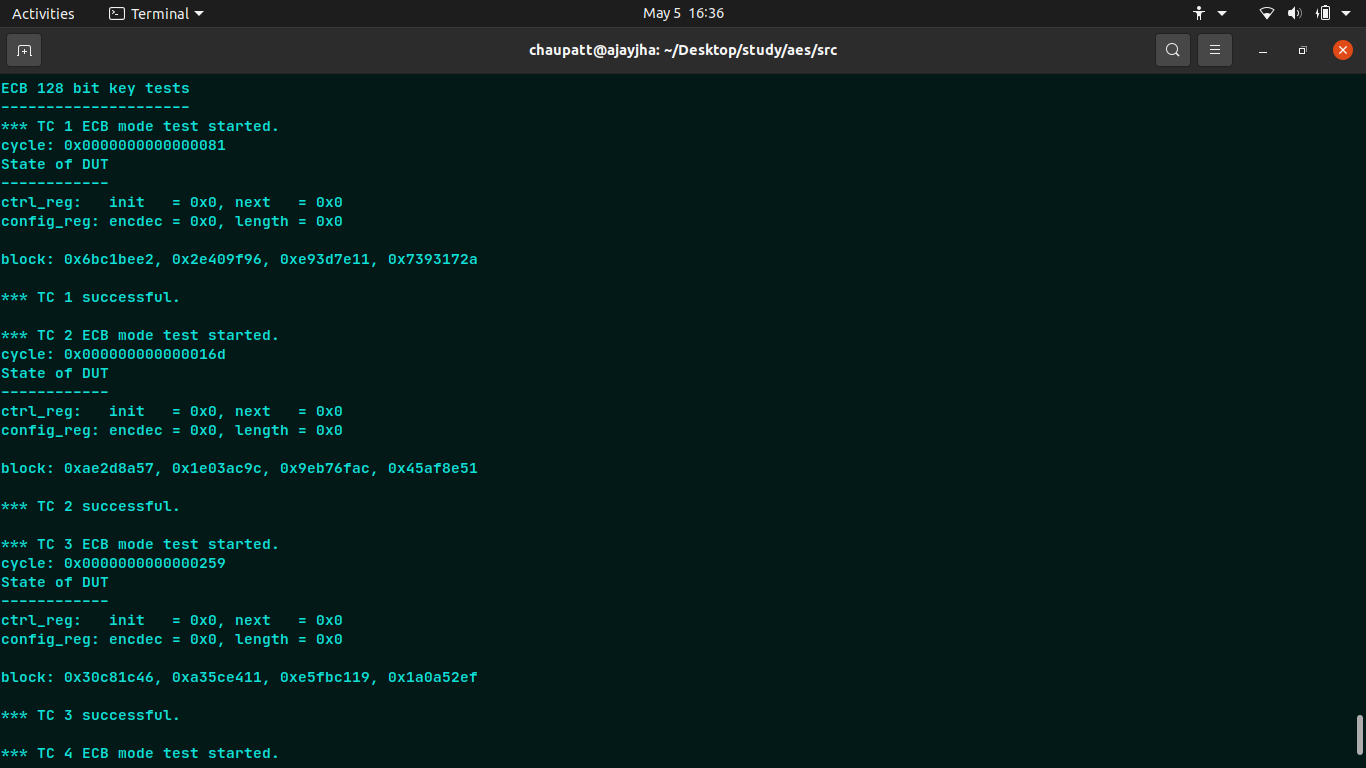 Activities
Terminal
May 5 16:36
chaupatt@ajayjha: ~/Desktop/study/aes/src
ECB 128 bit key tests
---------------------
*** TC 1 ECB mode test started.
cycle: 0x0000000000000081
State of DUT
------------
ctrl_reg:   init   = 0x0, next   = 0x0
config_reg: encdec = 0x0, length = 0x0
block: 0x6bc1bee2, 0x2e409f96, 0xe93d7e11, 0x7393172a
*** TC 1 successful.
*** TC 2 ECB mode test started.
cycle: 0x000000000000016d
State of DUT
------------
ctrl_reg:   init   = 0x0, next   = 0x0
config_reg: encdec = 0x0, length = 0x0
block: 0xae2d8a57, 0x1e03ac9c, 0x9eb76fac, 0x45af8e51
*** TC 2 successful.
*** TC 3 ECB mode test started.
cycle: 0x0000000000000259
State of DUT
------------
ctrl_reg:   init   = 0x0, next   = 0x0
config_reg: encdec = 0x0, length = 0x0
block: 0x30c81c46, 0xa35ce411, 0xe5fbc119, 0x1a0a52ef
*** TC 3 successful.
*** TC 4 ECB mode test started.